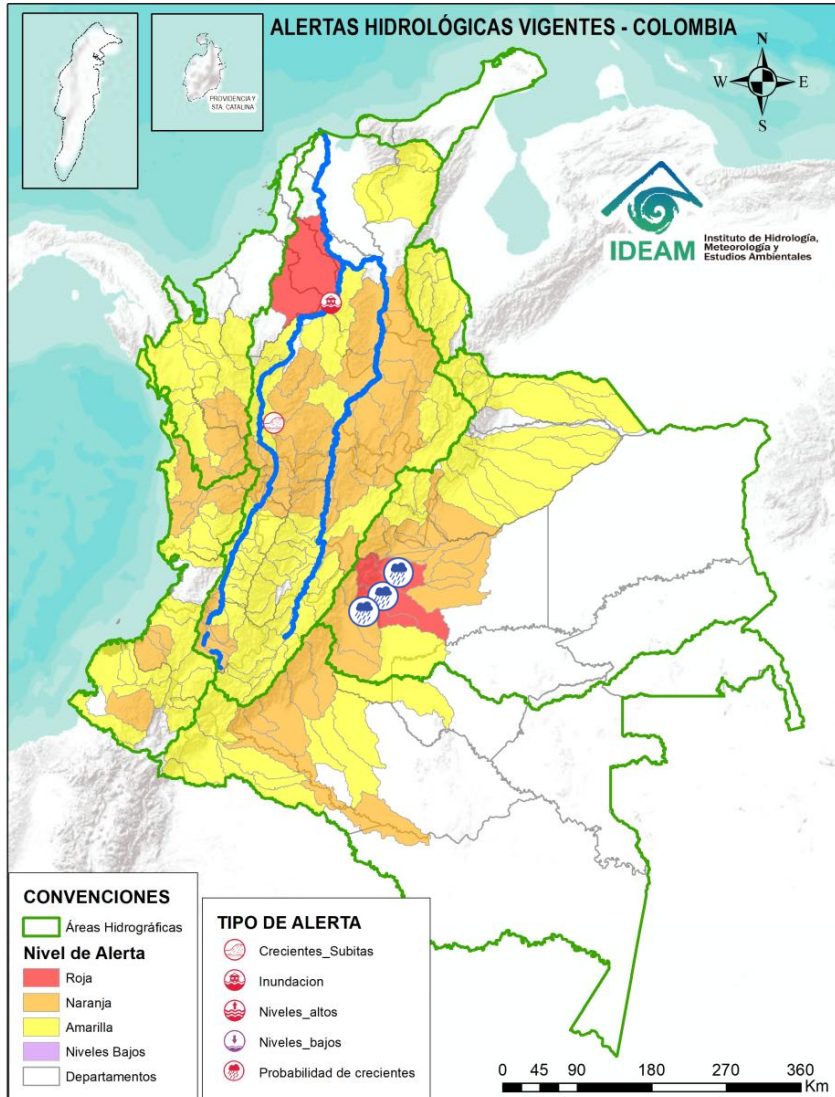 ALERTAS HIDROLÓGICAS VIGENTES - COLOMBIA
PROVIDENCIA Y
STA. CATALINA
N
W
E
S
IDEAM
Instituto de Hidrología,
Meteorología y
Estudios Ambientales
CONVENCIONES
Áreas Hidrográficas
Nivel de Alerta
Roja
Naranja
Amarilla
Niveles Bajos
Departamentos
TIPO DE ALERTA
Crecientes_Subitas
Inundacion
Niveles_altos
Niveles_bajos
Probabilidad de crecientes
0 45 90 180 270 360
Km